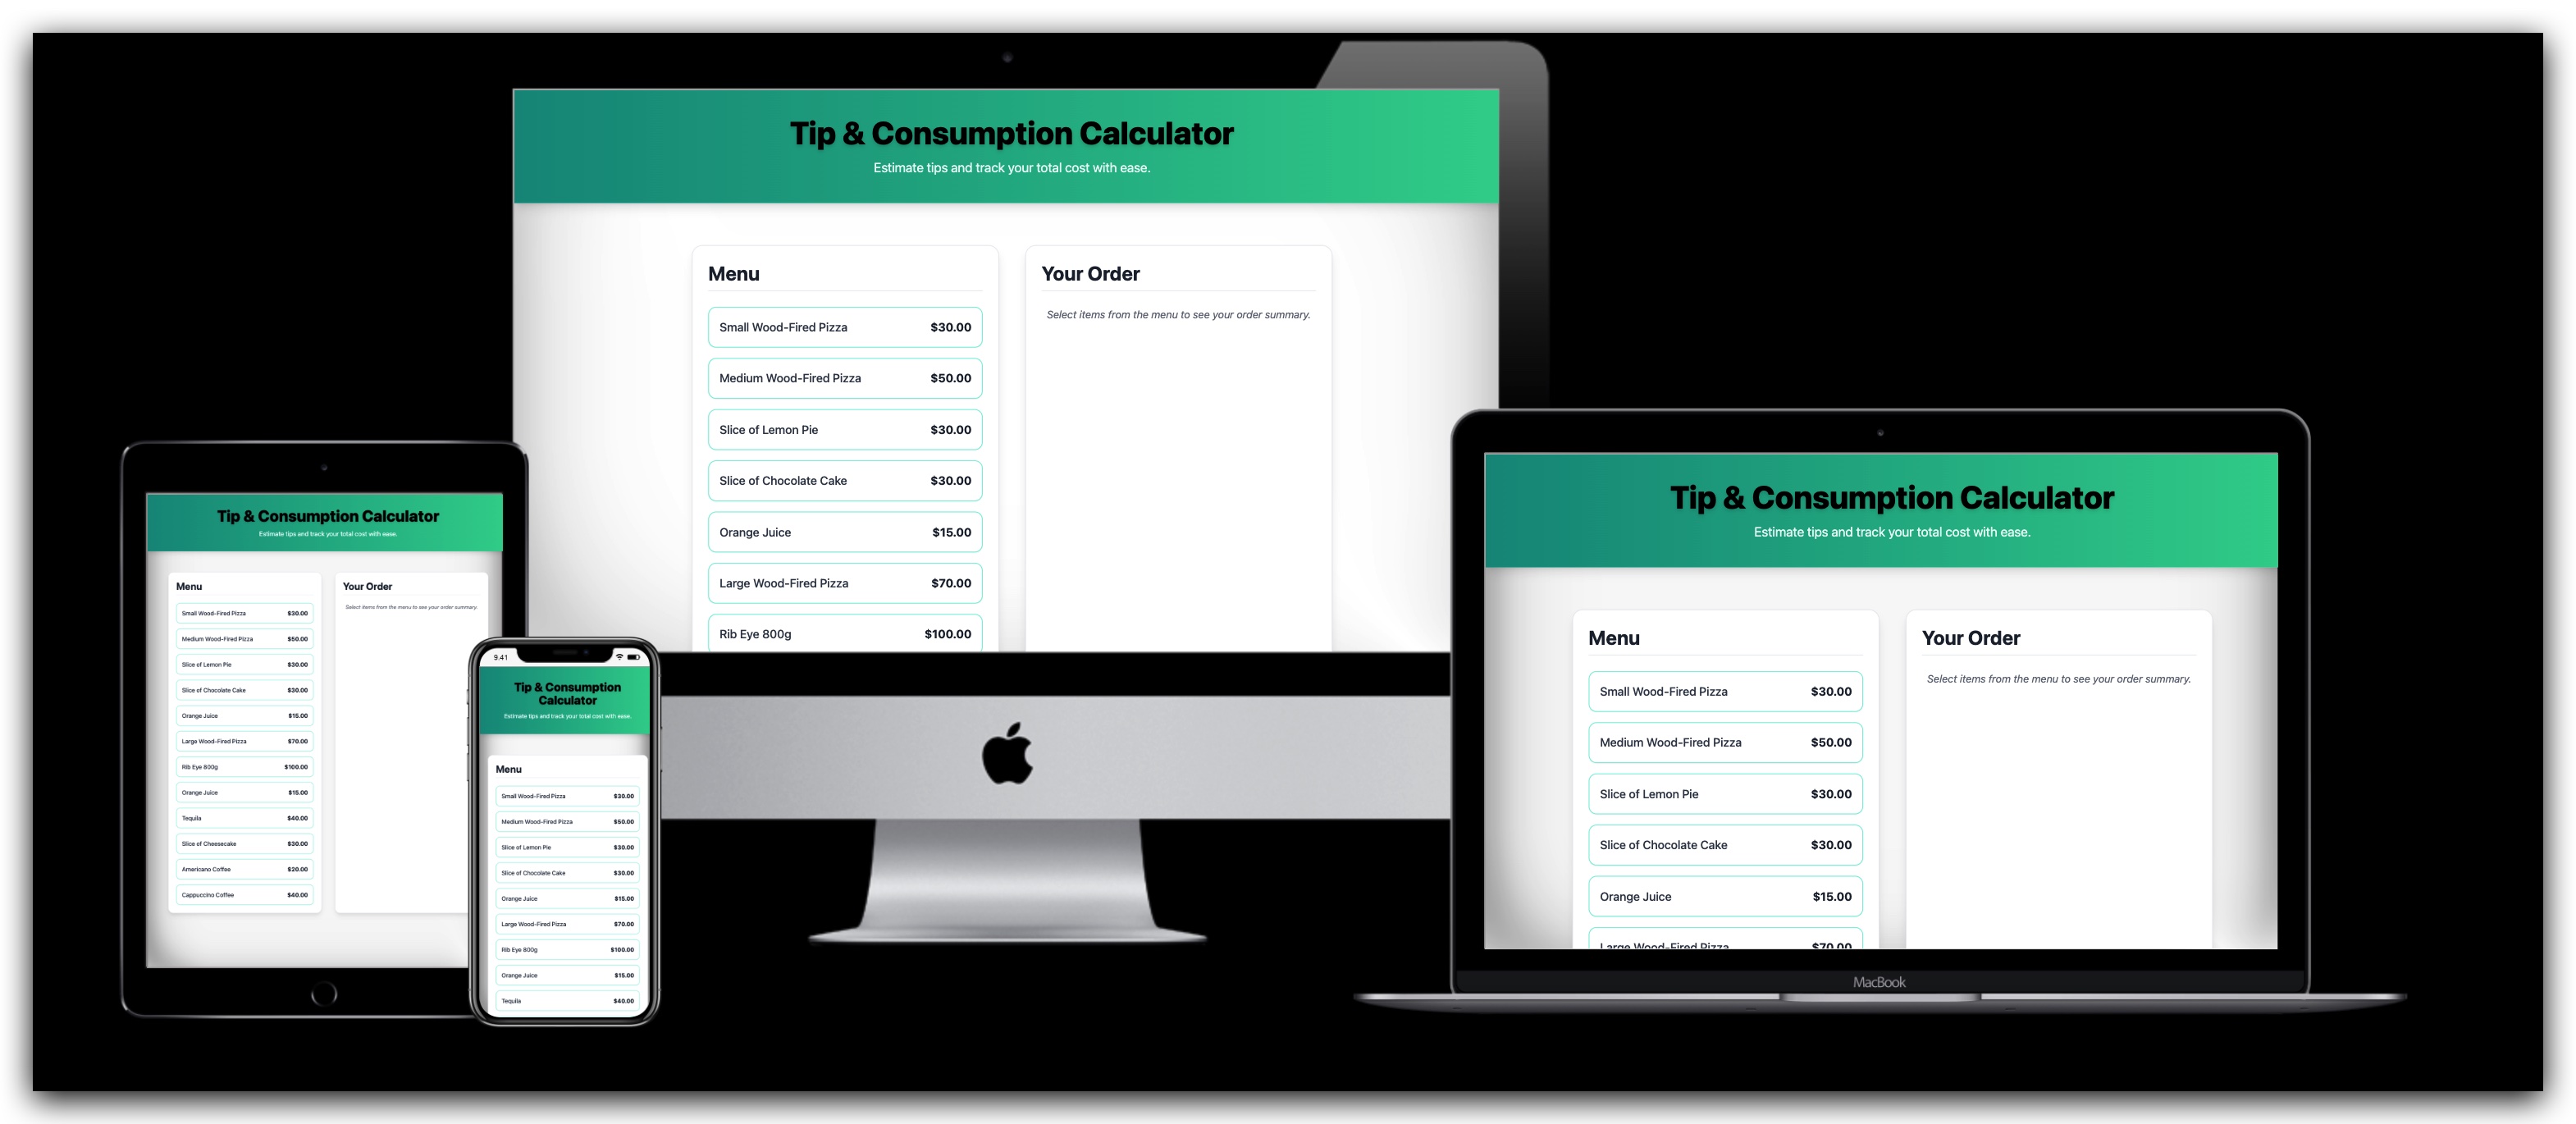 Tip & Consumption Calculator
Estimate tips and track your total cost with ease.
Menu
Small Wood-Fired Pizza $30.00
Medium Wood-Fired Pizza $50.00
Slice of Lemon Pie $30.00
Slice of Chocolate Cake $30.00
Orange Juice $15.00
Large Wood-Fired Pizza $70.00
Rib Eye 800g $100.00
Your Order
Select items from the menu to see your order summary.
Tip & Consumption Calculator
Estimate tips and track your total cost with ease.
Menu
Small Wood-Fired Pizza $30.00
Medium Wood-Fired Pizza $50.00
Slice of Lemon Pie $30.00
Slice of Chocolate Cake $30.00
Orange Juice $15.00
Large Wood-Fired Pizza $70.00
Rib Eye 800g $100.00
Orange Juice $15.00
Tequila $40.00
Slice of Cheesecake $30.00
Americano Coffee $20.00
Cappuccino Coffee $40.00
Your Order
Select items from the menu to see your order summary.
9:41
Tip & Consumption
Calculator
Estimate tips and track your total cost with ease.
Menu
Small Wood-Fired Pizza $30.00
Medium Wood-Fired Pizza $50.00
Slice of Lemon Pie $30.00
Slice of Chocolate Cake $30.00
Orange Juice $15.00
Large Wood-Fired Pizza $70.00
Rib Eye 800g $100.00
Orange Juice $15.00
Tequila $40.00
Tip & Consumption Calculator
Estimate tips and track your total cost with ease.
Menu
Small Wood-Fired Pizza $30.00
Medium Wood-Fired Pizza $50.00
Slice of Lemon Pie $30.00
Slice of Chocolate Cake $30.00
Orange Juice $15.00
Large Wood-Fired Pizza $70.00
Your Order
Select items from the menu to see your order summary.
MacBook